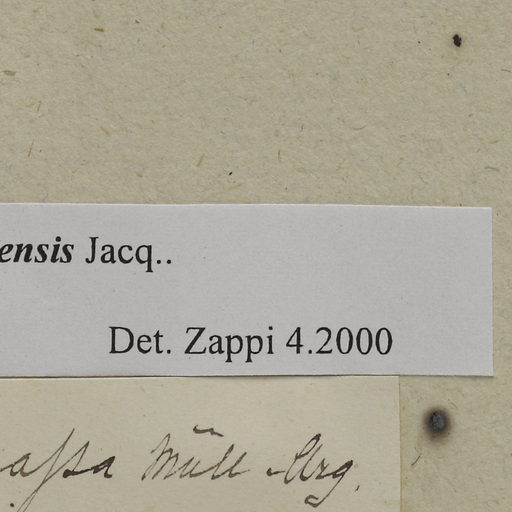 ensis Jacq..
Det. Zappi 4.2000
assa Müll Arg.